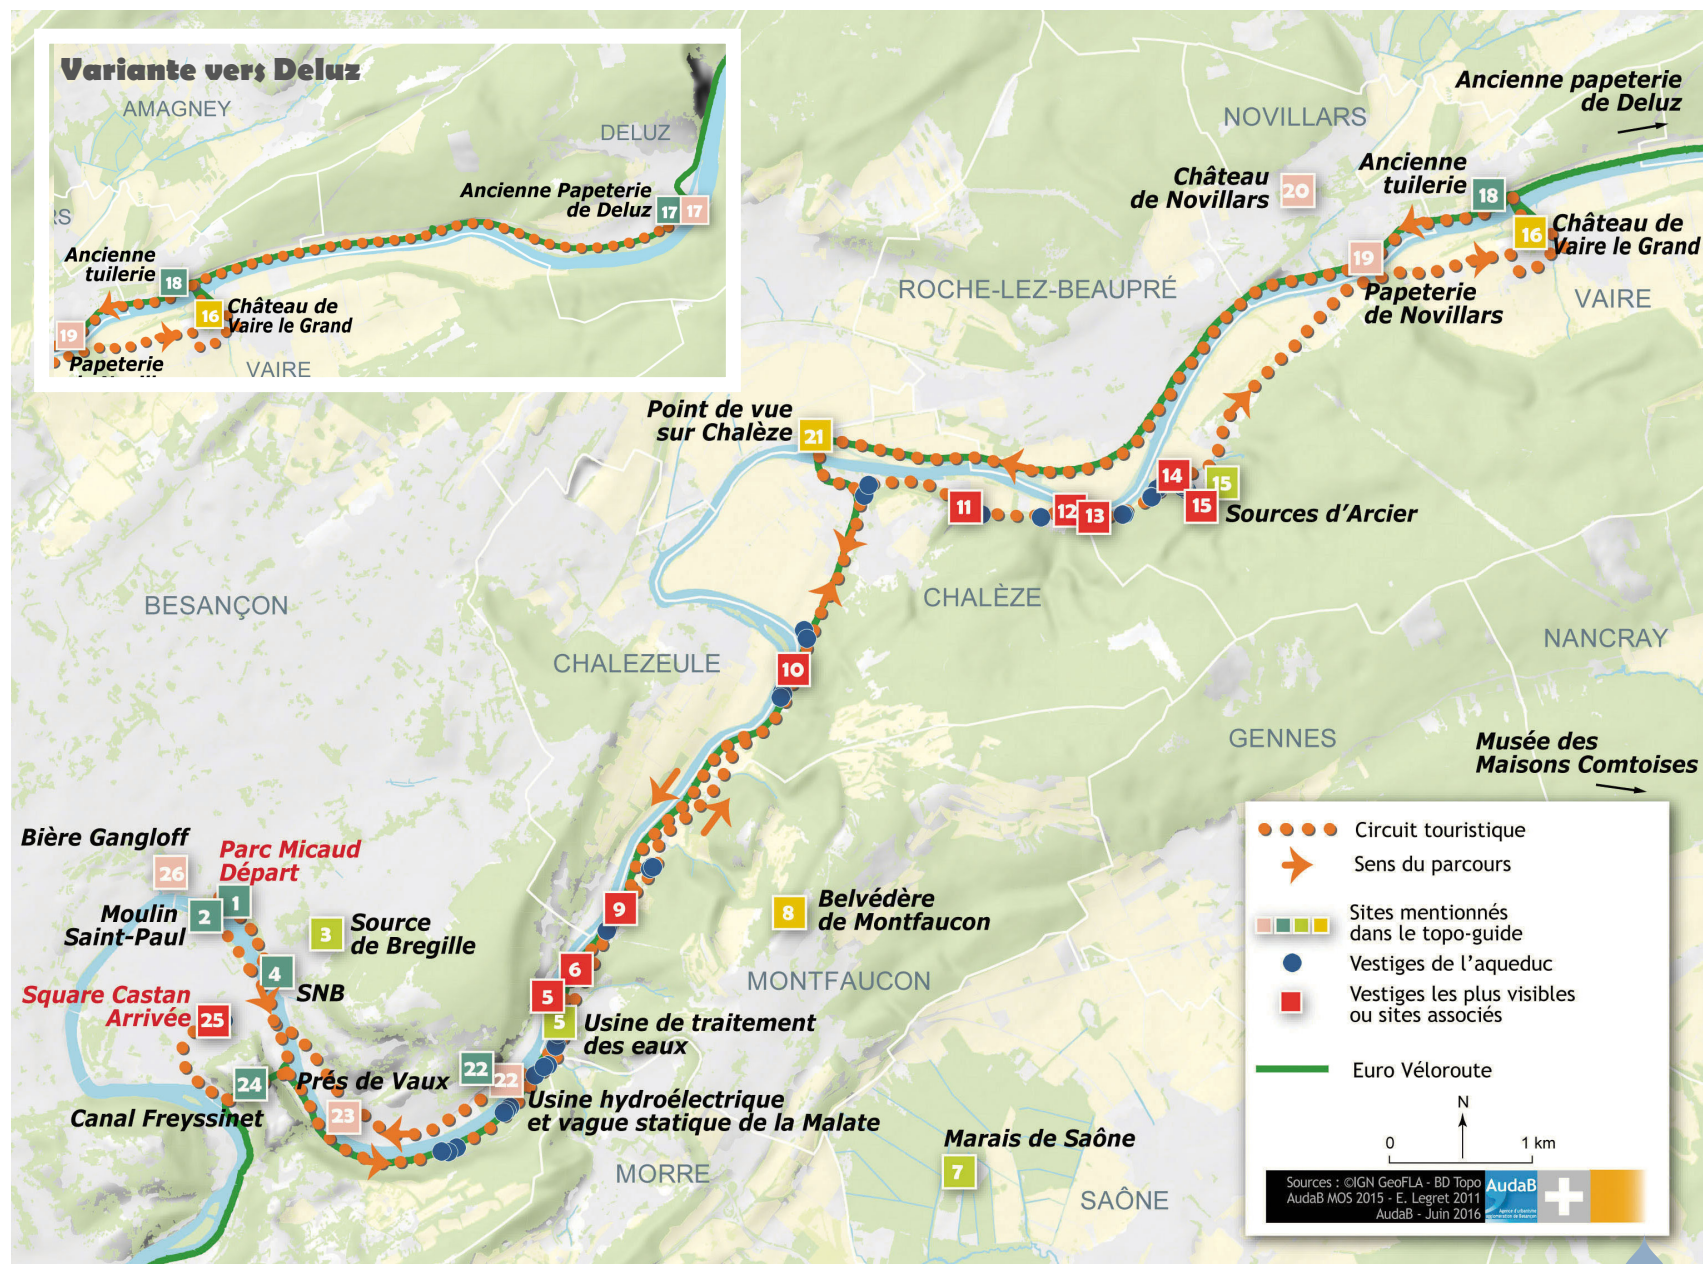 Variante vers Deluz
AMAGNEY
DELUZ
Ancienne Papeterie
de Deluz
17
17
RS
Ancienne
tuilerie
18
16
Château de
Vaire le Grand
19
Papeterie
VAIRE
Ancienne papeterie
de Deluz
NOVILLARS
Château
de Novillars
20
Ancienne
tuilerie
18
16
Château de
Vaire le Grand
19
Papeterie
de Novillars
ROCHE-LEZ-BEAUPRÉ
VAIRE
Point de vue
sur Chalèze
21
11
12
13
14
15
15
Sources d'Arcier
CHALÈZE
BESANÇON
CHALEZEULE
10
NANCRAY
GENNES
Musée des
Maisons Comtoises
Bière Gangloff
26
Parc Micaud
Départ
1
2
Moulin
Saint-Paul
3
Source
de Bregille
4
SNB
Square Castan
Arrivée
25
9
8
Belvédère
de Montfaucon
6
5
5
Usine de traitement
des eaux
MONTFAUCON
24
Canal Freyssinet
Prés de Vaux
23
22
22
Usine hydroélectrique
et vague statique de la Malate
MORRE
Marais de Saône
7
SAÔNE
Circuit touristique
Sens du parcours
Sites mentionnés
dans le topo-guide
Vestiges de l'aqueduc
Vestiges les plus visibles
ou sites associés
Euro Véloroute
N
0 1 km
Sources : ©IGN GeoFLA - BD Topo
AudaB MOS 2015 - E. Legret 2011
AudaB - Juin 2016
AudaB